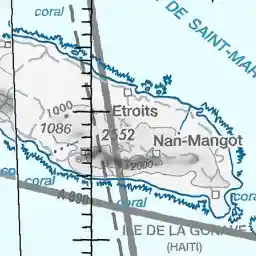 coral
DE SAINT-MAR
coral
1000
Etroits
1086
2552
Nan-Mangot
2000
coral
A 890
coral
ILE DE LA GONAVE
(HAITI)